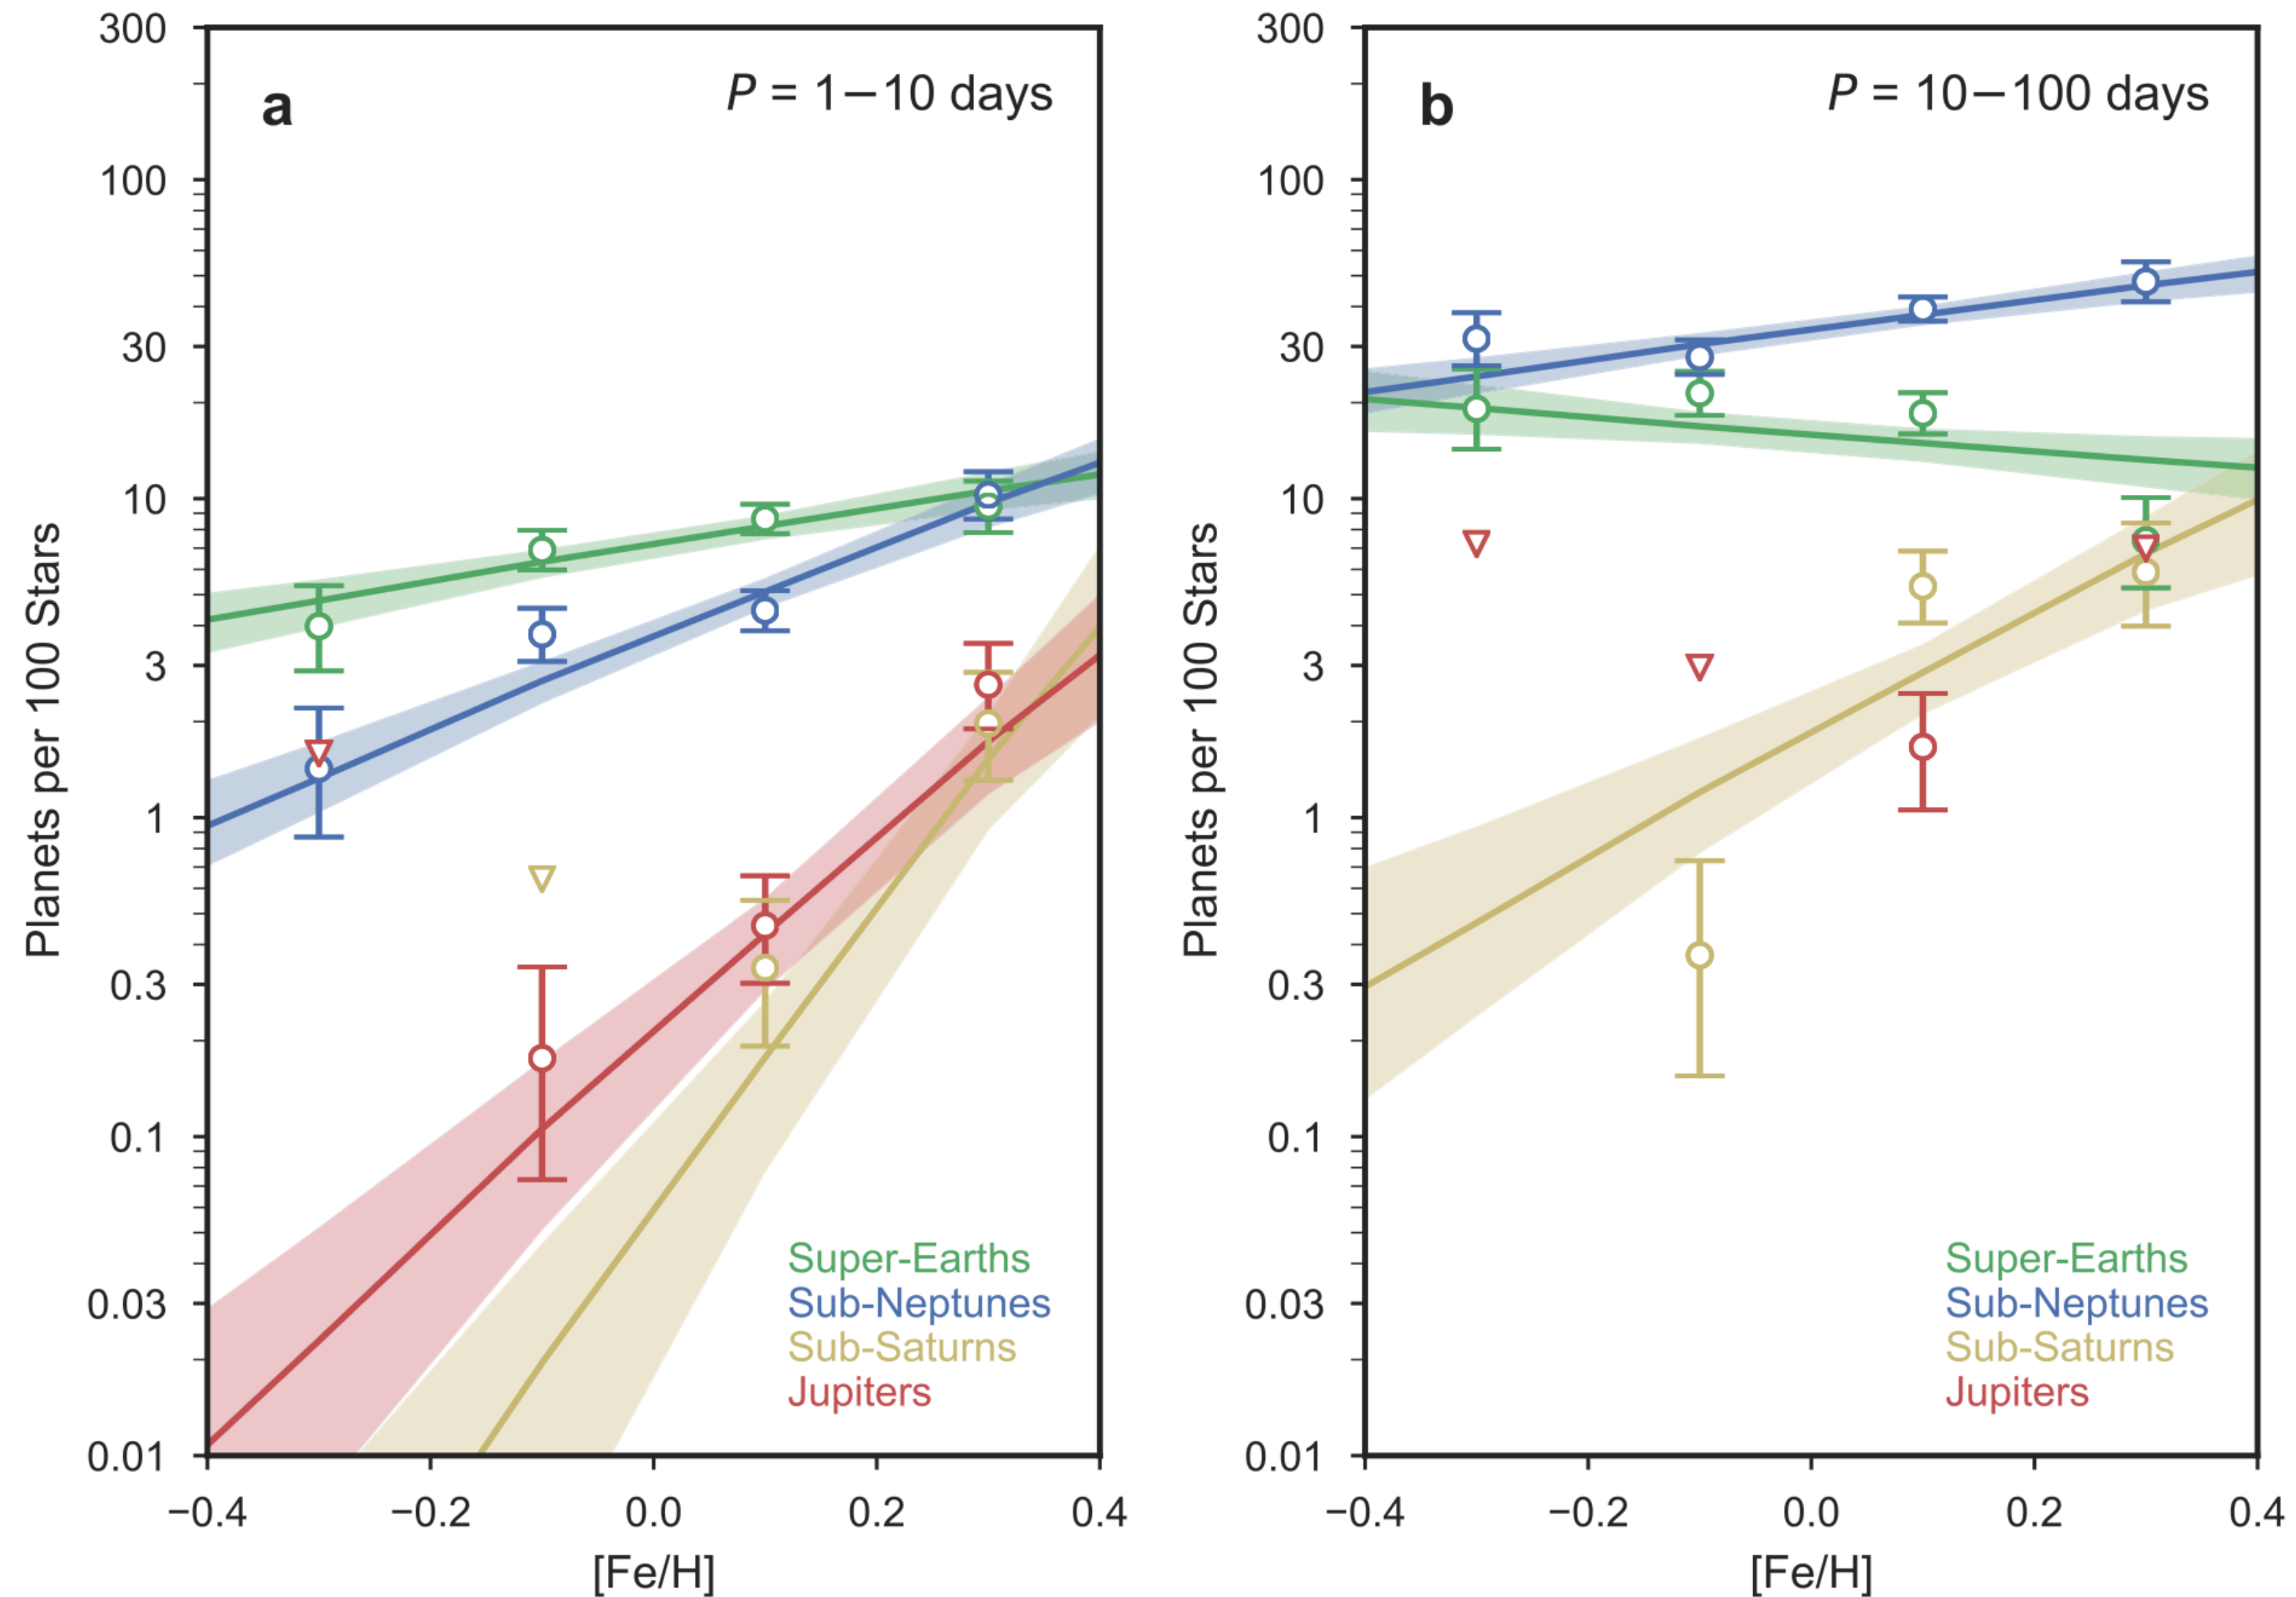 a
P = 1−10 days
Planets per 100 Stars
300
100
30
10
3
1
0.3
0.1
0.03
0.01
Super-Earths
Sub-Neptunes
Sub-Saturns
Jupiters
−0.4
−0.2
0.0
0.2
0.4
[Fe/H]
b
P = 10−100 days
Planets per 100 Stars
300
100
30
10
3
1
0.3
0.1
0.03
0.01
Super-Earths
Sub-Neptunes
Sub-Saturns
Jupiters
−0.4
−0.2
0.0
0.2
0.4
[Fe/H]